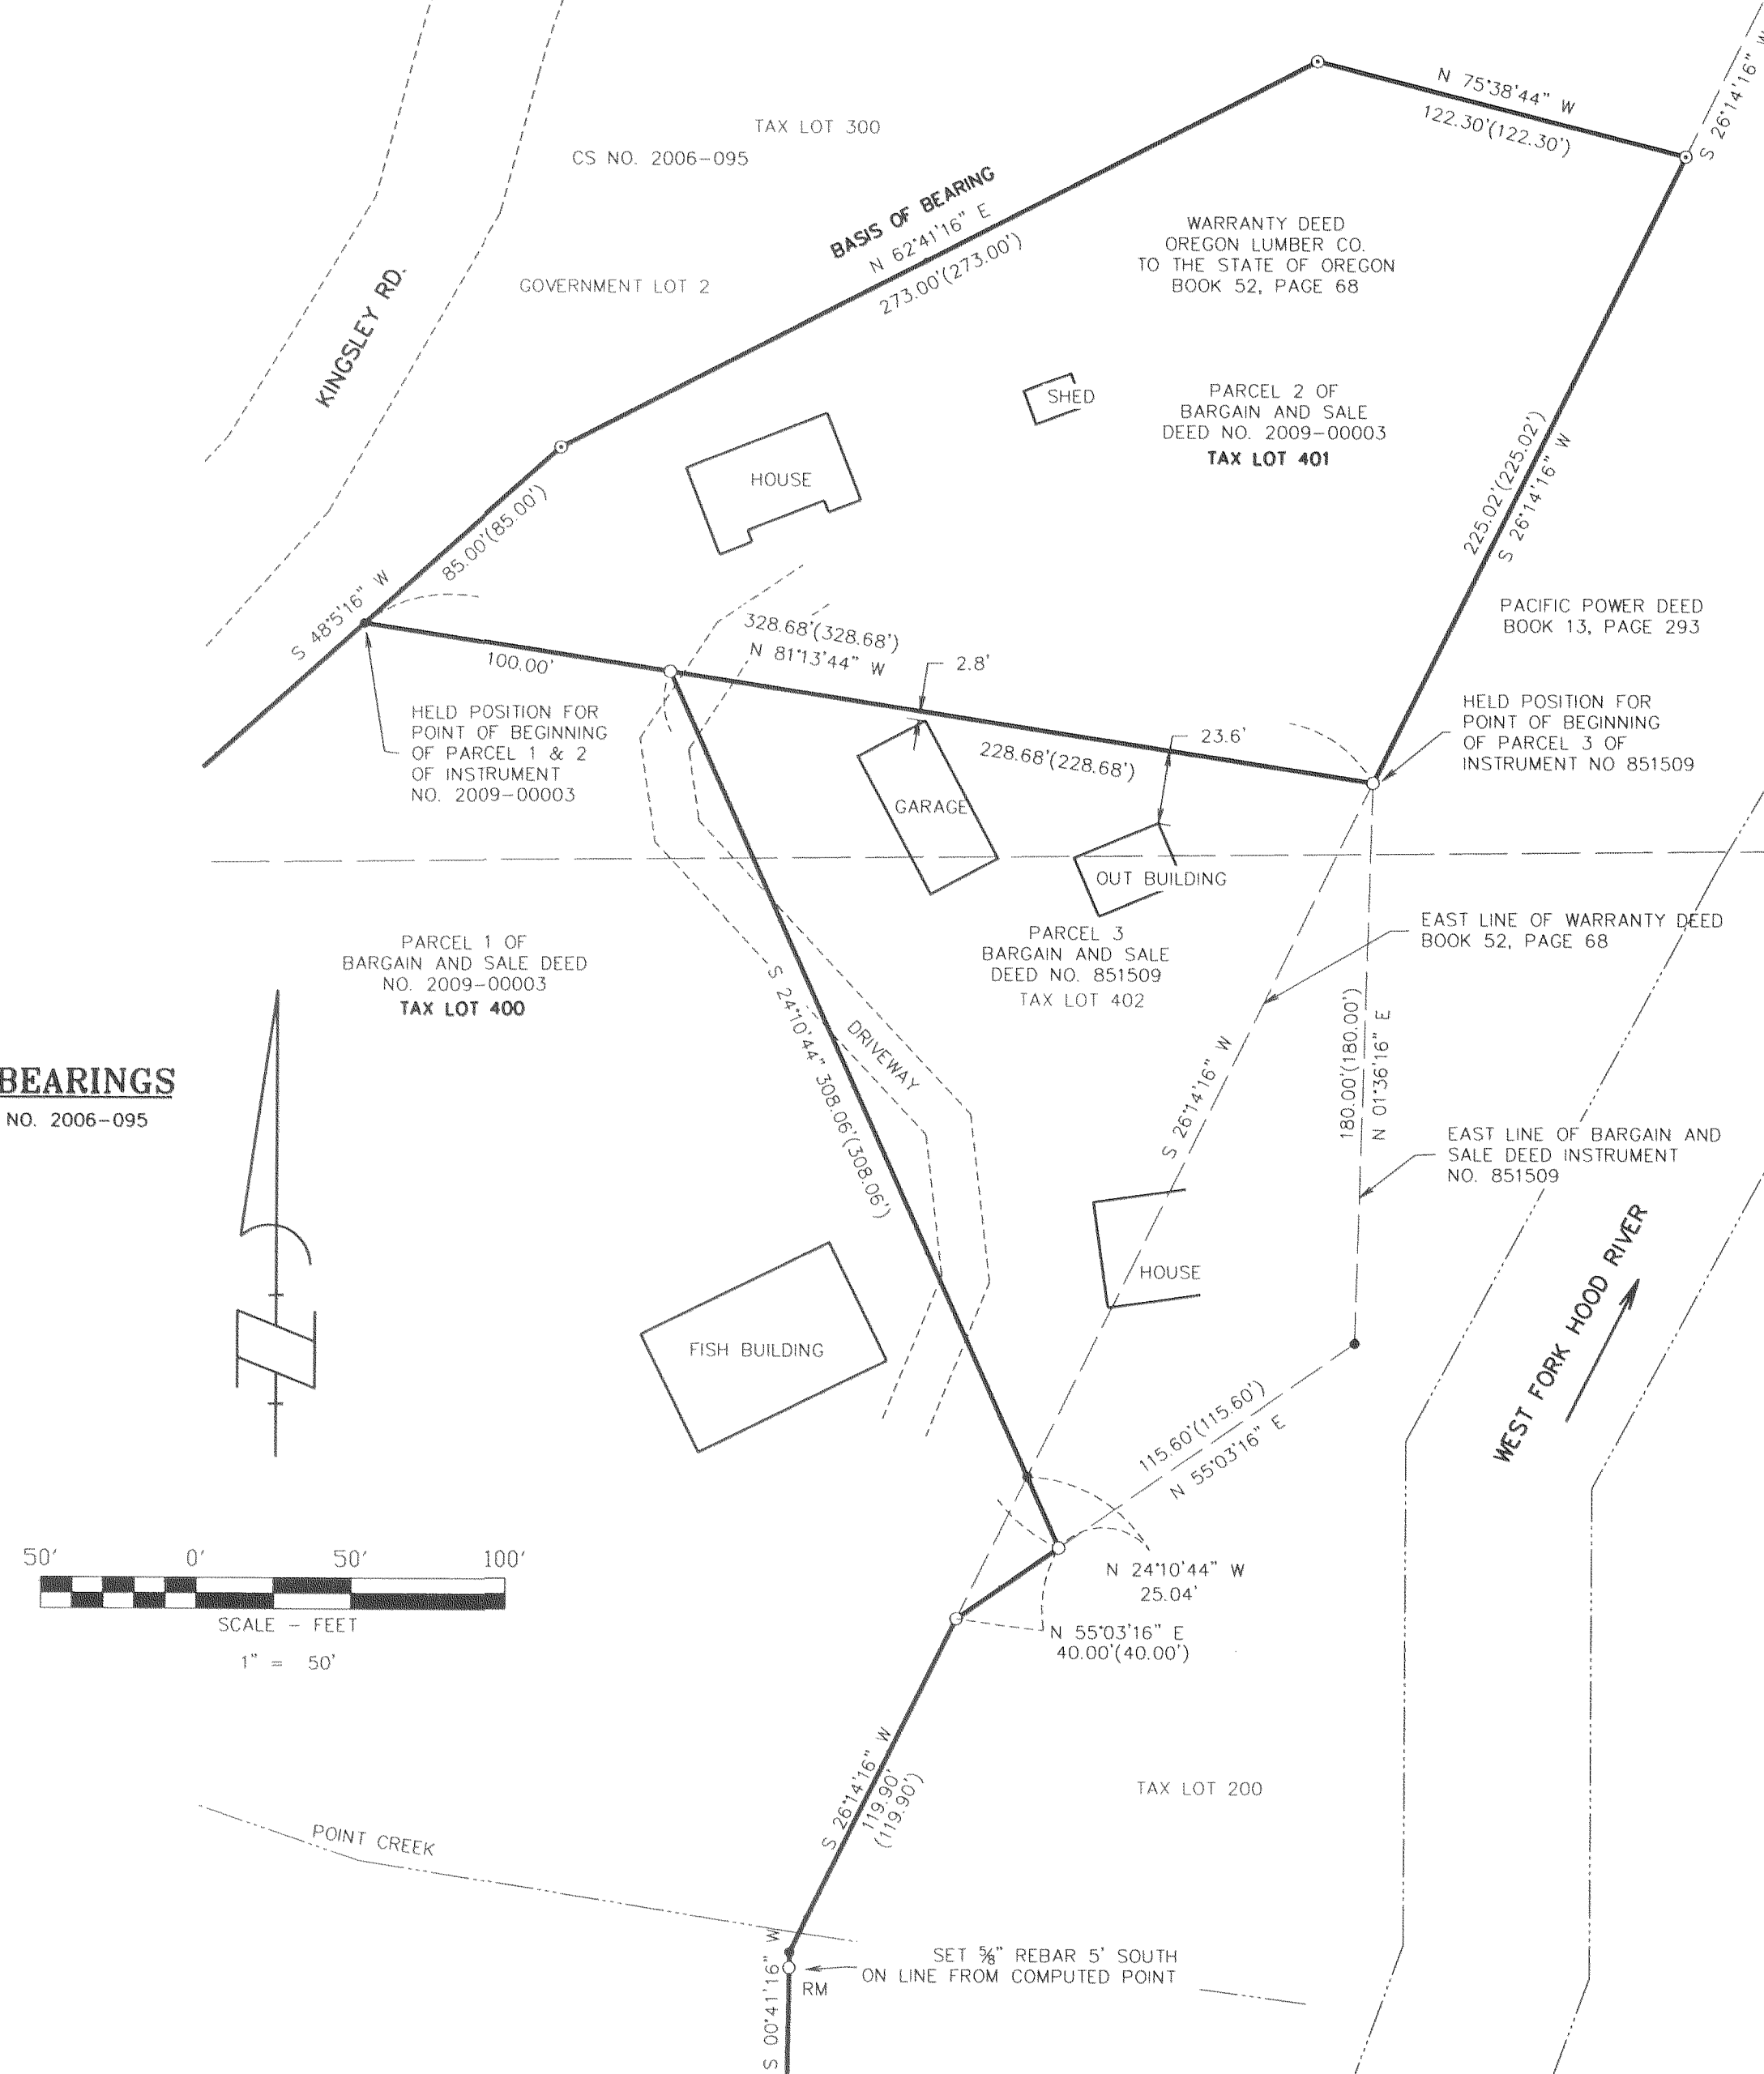 N 75°38'44" W
122.30'(122.30')
S 26°14'16" W
TAX LOT 300
CS NO. 2006-095
BASIS OF BEARING
N 62°41'16" E
273.00'(273.00')
WARRANTY DEED
OREGON LUMBER CO.
TO THE STATE OF OREGON
BOOK 52, PAGE 68
GOVERNMENT LOT 2
KINGSLEY RD.
SHED
PARCEL 2 OF
BARGAIN AND SALE
DEED NO. 2009-00003
TAX LOT 401
HOUSE
225.02'(225.02')
S 26°14'16" W
85.00'(85.00')
S 48°5'16" W
100.00'
328.68'(328.68')
N 81°13'44" W
2.8'
PACIFIC POWER DEED
BOOK 13, PAGE 293
HELD POSITION FOR
POINT OF BEGINNING
OF PARCEL 1 & 2
OF INSTRUMENT
NO. 2009-00003
228.68'(228.68')
23.6'
HELD POSITION FOR
POINT OF BEGINNING
OF PARCEL 3 OF
INSTRUMENT NO 851509
GARAGE
OUT BUILDING
PARCEL 1 OF
BARGAIN AND SALE DEED
NO. 2009-00003
TAX LOT 400
PARCEL 3
BARGAIN AND SALE
DEED NO. 851509
TAX LOT 402
EAST LINE OF WARRANTY DEED
BOOK 52, PAGE 68
S 24°10'44" 308.06'(308.06')
DRIVEWAY
S 26°14'16" W
180.00'(180.00')
N 01°36'16" E
BEARINGS
NO. 2006-095
EAST LINE OF BARGAIN AND
SALE DEED INSTRUMENT
NO. 851509
HOUSE
FISH BUILDING
WEST FORK HOOD RIVER
N
115.60'(115.60')
N 55°03'16" E
50' 0' 50' 100'
SCALE - FEET
1" = 50'
N 24°10'44" W
25.04'
N 55°03'16" E
40.00'(40.00')
S 26°14'16" W
119.90'
(119.90')
TAX LOT 200
POINT CREEK
SET ⅝" REBAR 5' SOUTH
ON LINE FROM COMPUTED POINT
RM
S 00°41'16" W